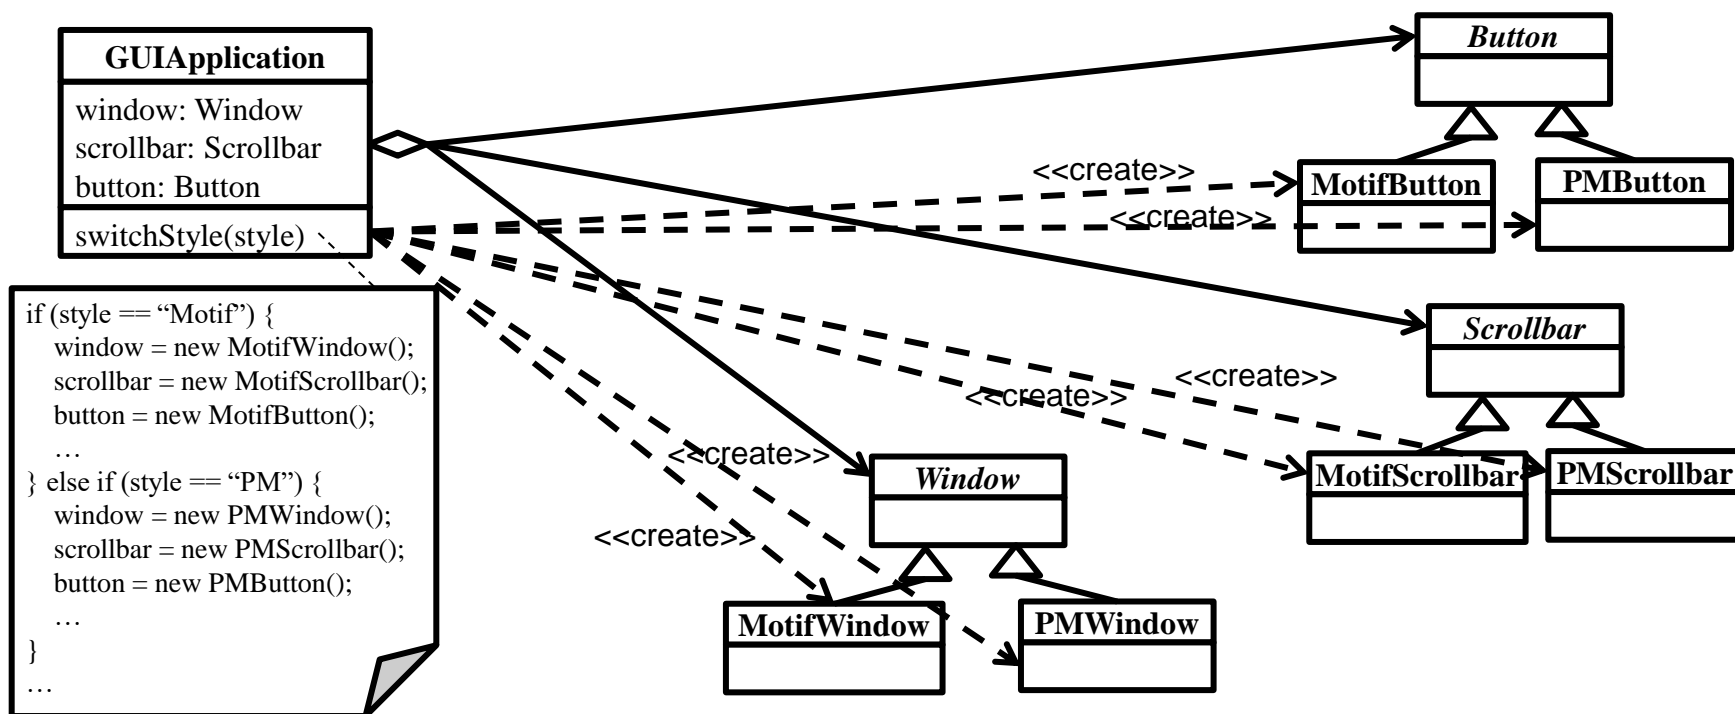 GUIApplication
window: Window
scrollbar: Scrollbar
button: Button
switchStyle(style)
if (style == “Motif”) {
window = new MotifWindow();
scrollbar = new MotifScrollbar();
button = new MotifButton();
…
} else if (style == “PM”) {
window = new PMWindow();
scrollbar = new PMScrollbar();
button = new PMButton();
…
}
…
Button
<<create>>
MotifButton
PMButton
<<create>>
Scrollbar
<<create>>
<<create>>
MotifScrollbar
PMScrollbar
<<create>>
Window
<<create>>
MotifWindow
PMWindow